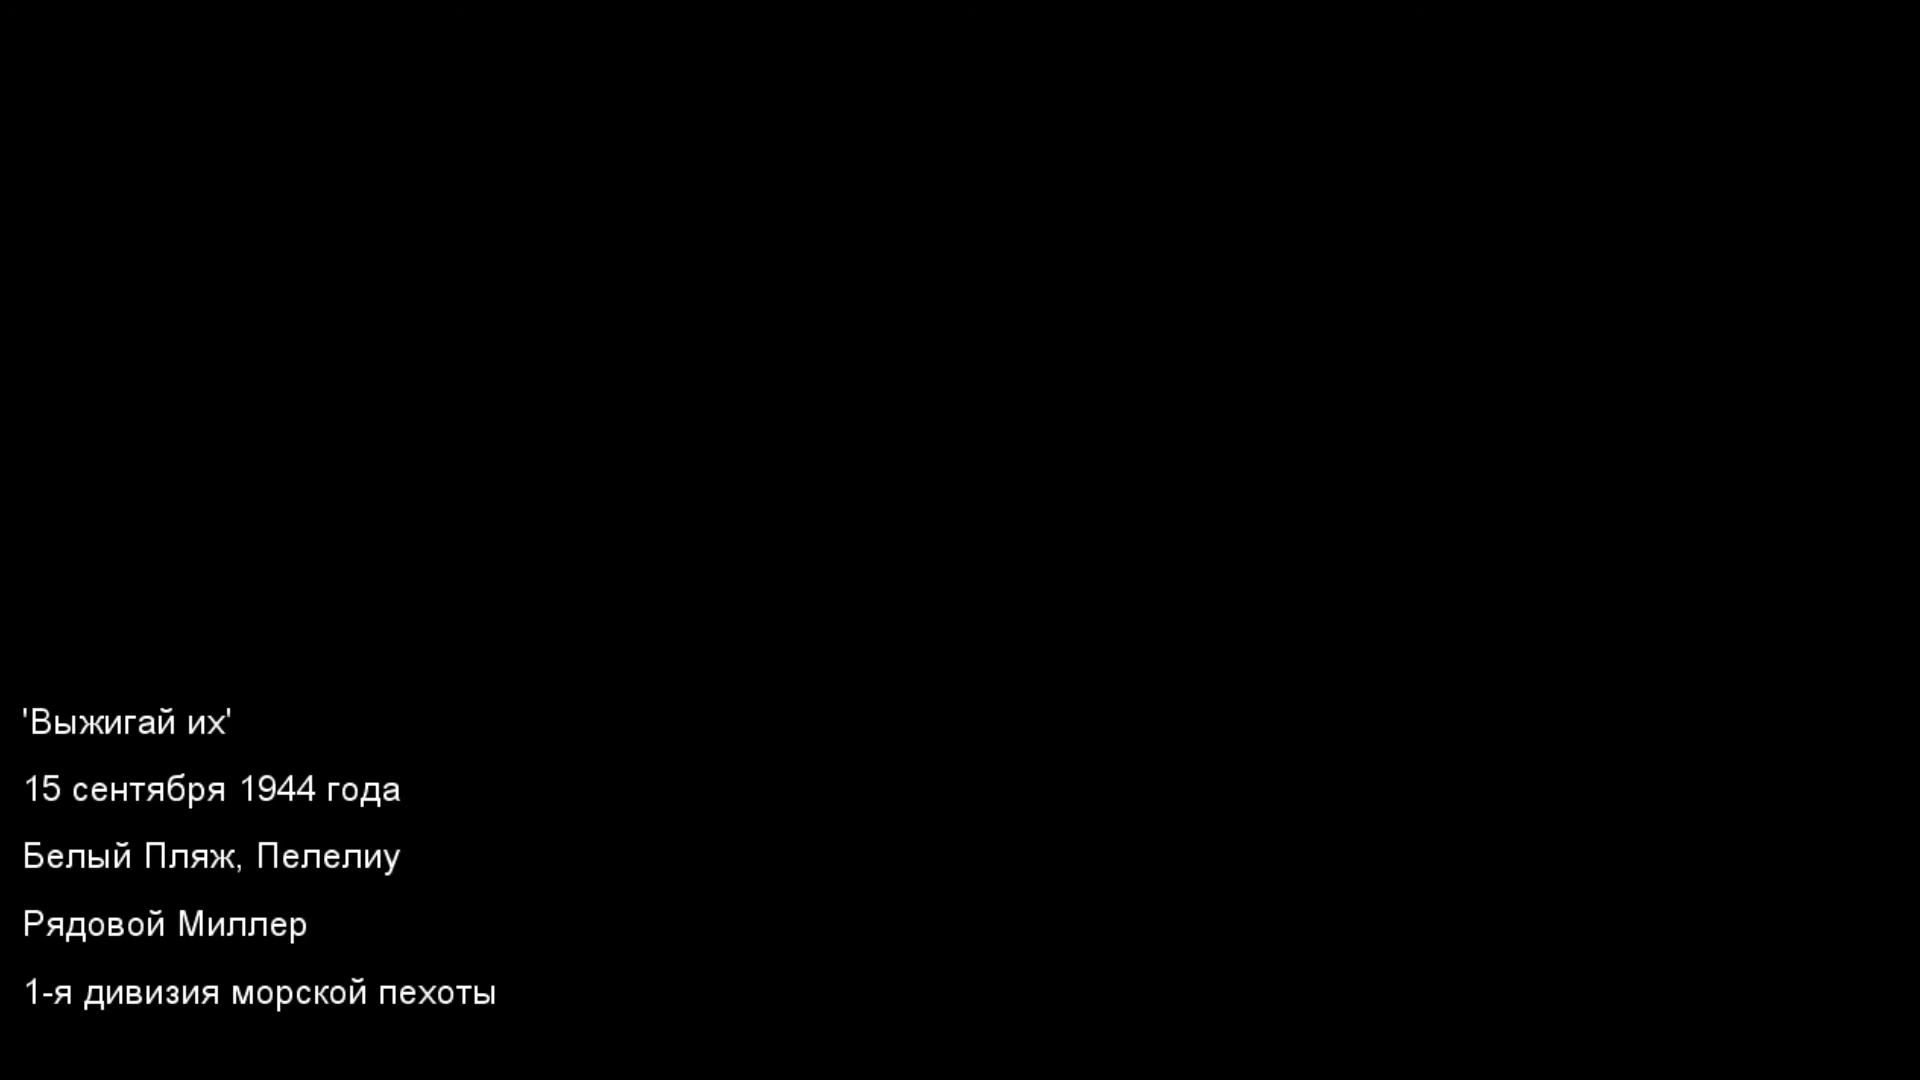 'Выжигай их'
15 сентября 1944 года
Белый Пляж, Пелелиу
Рядовой Миллер
1-я дивизия морской пехоты